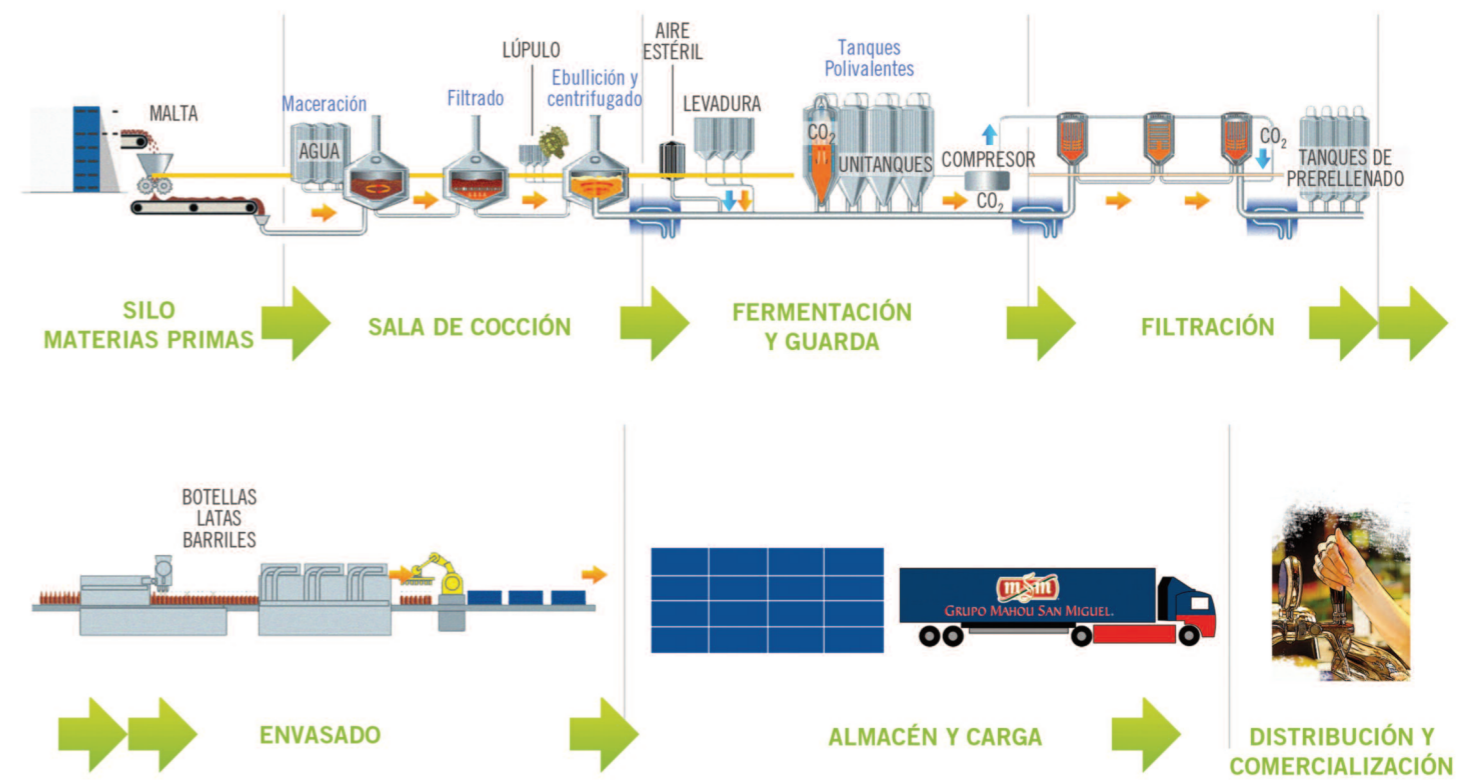 MALTA
Maceración
AGUA
Filtrado
LÚPULO
Ebullición y
centrifugado
AIRE
ESTÉRIL
LEVADURA
Tanques
Polivalentes
CO2
UNITANQUES
COMPRESOR
CO2
CO2
TANQUES DE
PRERELLENADO
SILO
MATERIAS PRIMAS
SALA DE COCCIÓN
FERMENTACIÓN
Y GUARDA
FILTRACIÓN
BOTELLAS
LATAS
BARRILES
mSm
GRUPO MAHOU SAN MIGUEL.
ENVASADO
ALMACÉN Y CARGA
DISTRIBUCIÓN Y
COMERCIALIZACIÓN